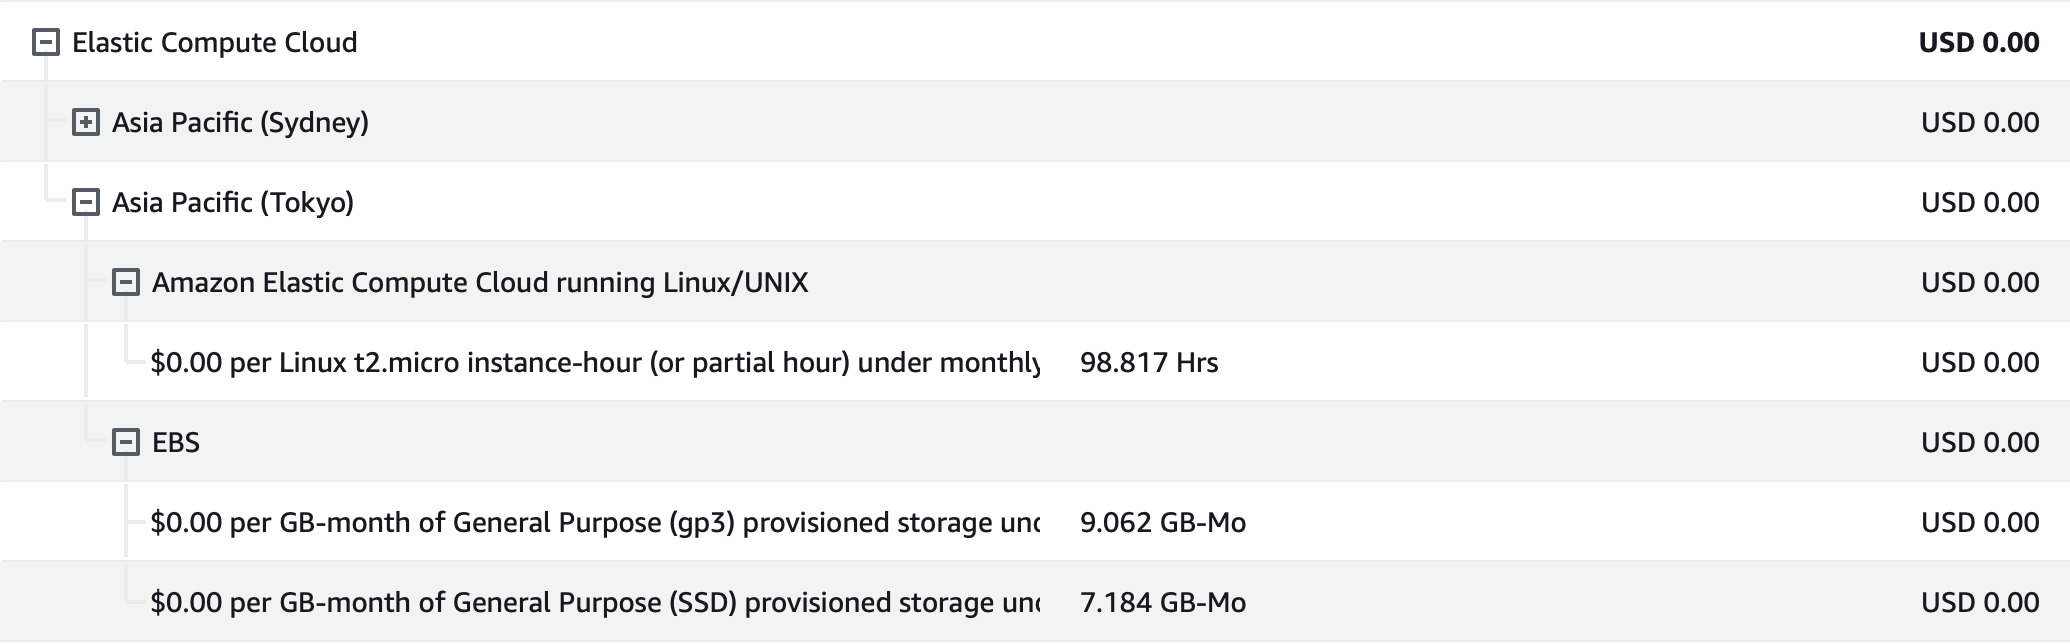 Elastic Compute Cloud USD 0.00
Asia Pacific (Sydney) USD 0.00
Asia Pacific (Tokyo) USD 0.00
Amazon Elastic Compute Cloud running Linux/UNIX USD 0.00
$0.00 per Linux t2.micro instance-hour (or partial hour) under monthly 98.817 Hrs USD 0.00
EBS USD 0.00
$0.00 per GB-month of General Purpose (gp3) provisioned storage 9.062 GB-Mo USD 0.00
$0.00 per GB-month of General Purpose (SSD) provisioned storage 7.184 GB-Mo USD 0.00